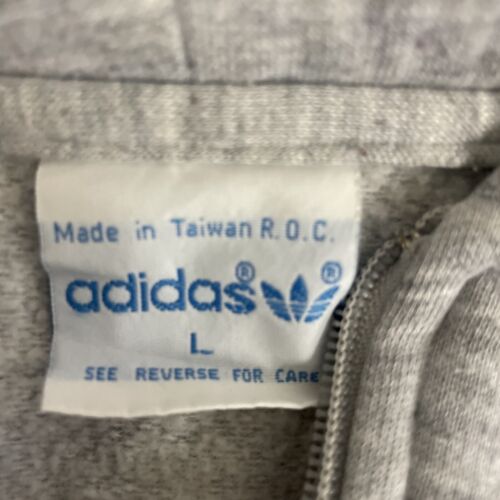 Made in Taiwan R.O.C.
adidas® ®
L
SEE REVERSE FOR CARE